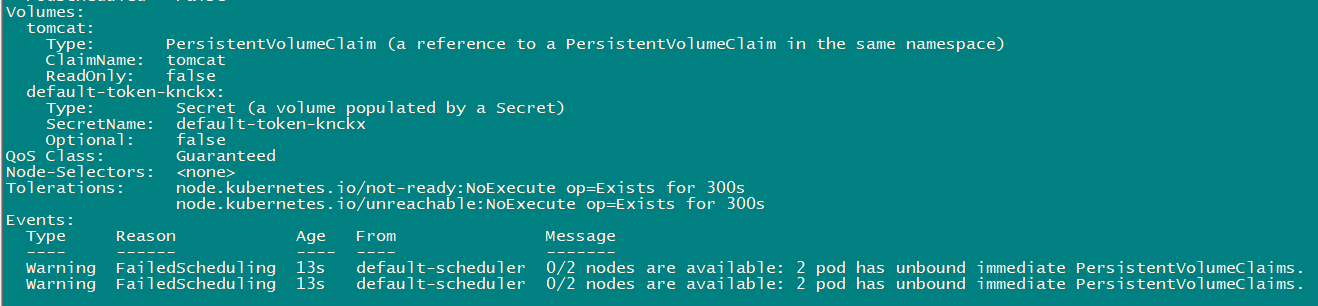 Volumes:
  tomcat:
    Type:       PersistentVolumeClaim (a reference to a PersistentVolumeClaim in the same namespace)
    ClaimName:  tomcat
    ReadOnly:   false
  default-token-knckx:
    Type:        Secret (a volume populated by a Secret)
    SecretName:  default-token-knckx
    Optional:    false
QoS Class:       Guaranteed
Node-Selectors:  <none>
Tolerations:     node.kubernetes.io/not-ready:NoExecute op=Exists for 300s
                 node.kubernetes.io/unreachable:NoExecute op=Exists for 300s
Events:
  Type     Reason            Age   From               Message
  ----     ------            ----  ----               -------
  Warning  FailedScheduling  13s   default-scheduler  0/2 nodes are available: 2 pod has unbound immediate PersistentVolumeClaims.
  Warning  FailedScheduling  13s   default-scheduler  0/2 nodes are available: 2 pod has unbound immediate PersistentVolumeClaims.